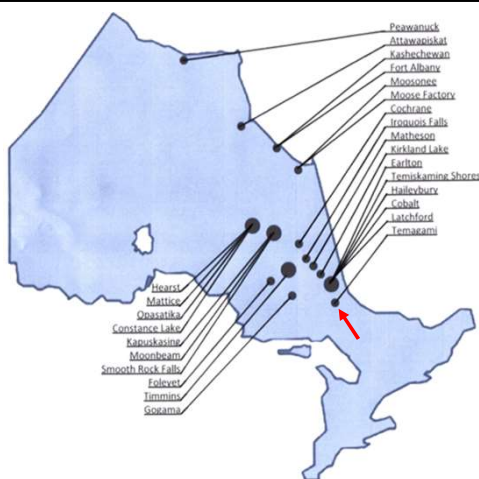 Peawanuck
Attawapiskat
Kashechewan
Fort Albany
Moosonee
Moose Factory
Cochrane
Iroquois Falls
Matheson
Kirkland Lake
Earlton
Temiskaming Shores
Haileybury
Cobalt
Latchford
Temagami
Hearst
Mattice
Opasatika
Constance Lake
Kapuskasing
Moonbeam
Smooth Rock Falls
Foleyet
Timmins
Gogama